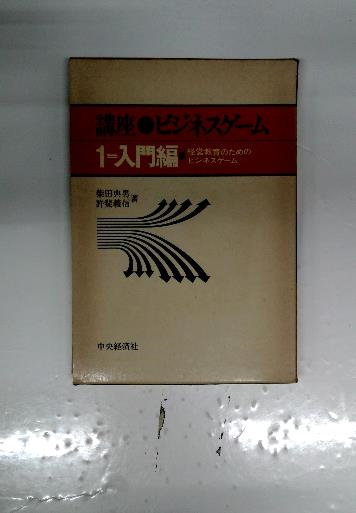 講座●ビジネスゲーム
1=入門編
経営教育のための
ビジネスゲーム
柴田典男
許斐義信
著
中央経済社